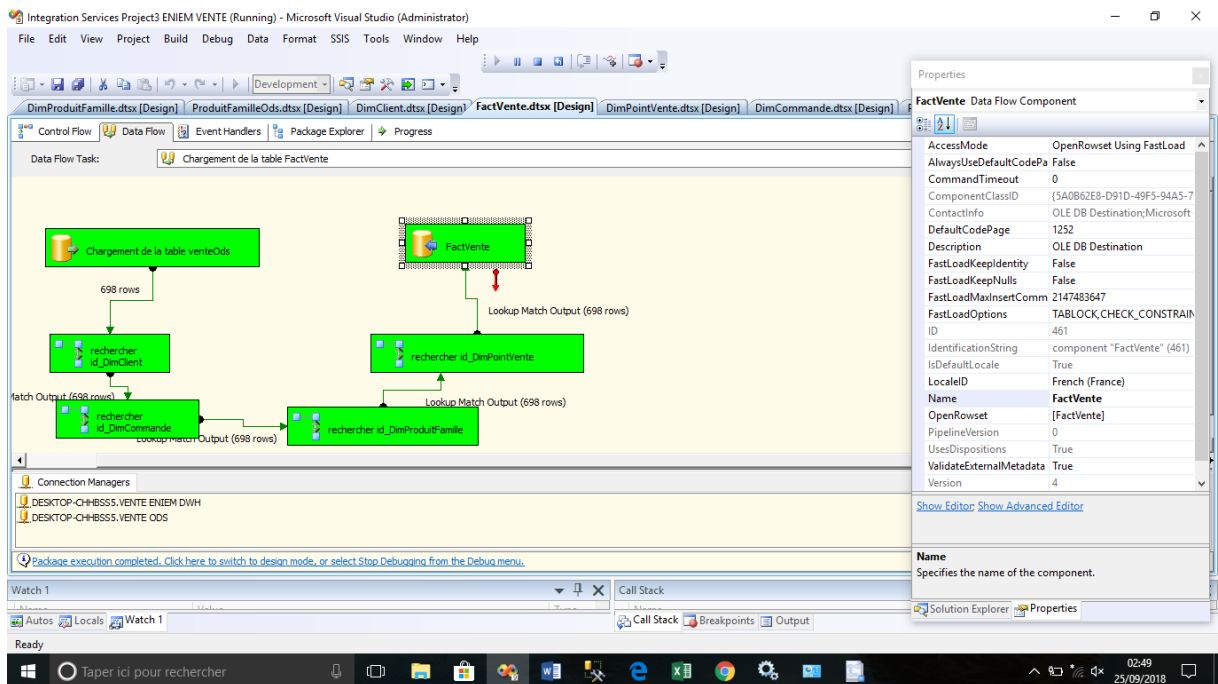 Integration Services Project3 ENIEM VENTE (Running) - Microsoft Visual Studio (Administrator)
File Edit View Project Build Debug Data Format SSIS Tools Window Help
Development
DimProduitFamille.dtsx [Design] ProduitFamilleOds.dtsx [Design] DimClient.dtsx [Design] FactVente.dtsx [Design] DimPointVente.dtsx [Design] DimCommande.dtsx [Design]
Control Flow Data Flow Event Handlers Package Explorer Progress
Data Flow Task: Chargement de la table FactVente
Chargement de la table venteOds
FactVente
698 rows
Lookup Match Output (698 rows)
rechercher
id_DimClient
rechercher id_DimPointVente
Match Output (698 rows)
Lookup Match Output (698 rows)
rechercher
id_DimCommande
rechercher id_DimProduitFamille
Lookup Match Output (698 rows)
Connection Managers
DESKTOP-CHHBSS5.VENTE ENIEM DWH
DESKTOP-CHHBSS5.VENTE ODS
Package execution completed. Click here to switch to design mode, or select Stop Debugging from the Debug menu.
Properties
FactVente Data Flow Component
AccessMode OpenRowset Using FastLoad
AlwaysUseDefaultCodePa False
CommandTimeout 0
ComponentClassID {5A0B62E8-D91D-49F5-94A5-7
ContactInfo OLE DB Destination;Microsoft
DefaultCodePage 1252
Description OLE DB Destination
FastLoadKeepIdentity False
FastLoadKeepNulls False
FastLoadMaxInsertComm 2147483647
FastLoadOptions TABLOCK,CHECK_CONSTRAIN
ID 461
IdentificationString component "FactVente" (461)
IsDefaultLocale True
LocaleID French (France)
Name FactVente
OpenRowset [FactVente]
PipelineVersion 0
UsesDispositions True
ValidateExternalMetadata True
Version 4
Show Editor; Show Advanced Editor
Name
Specifies the name of the component.
Solution Explorer Properties
Watch 1
Call Stack
Autos Locals Watch 1
Call Stack Breakpoints Output
Ready
Taper ici pour rechercher
02:49
25/09/2018